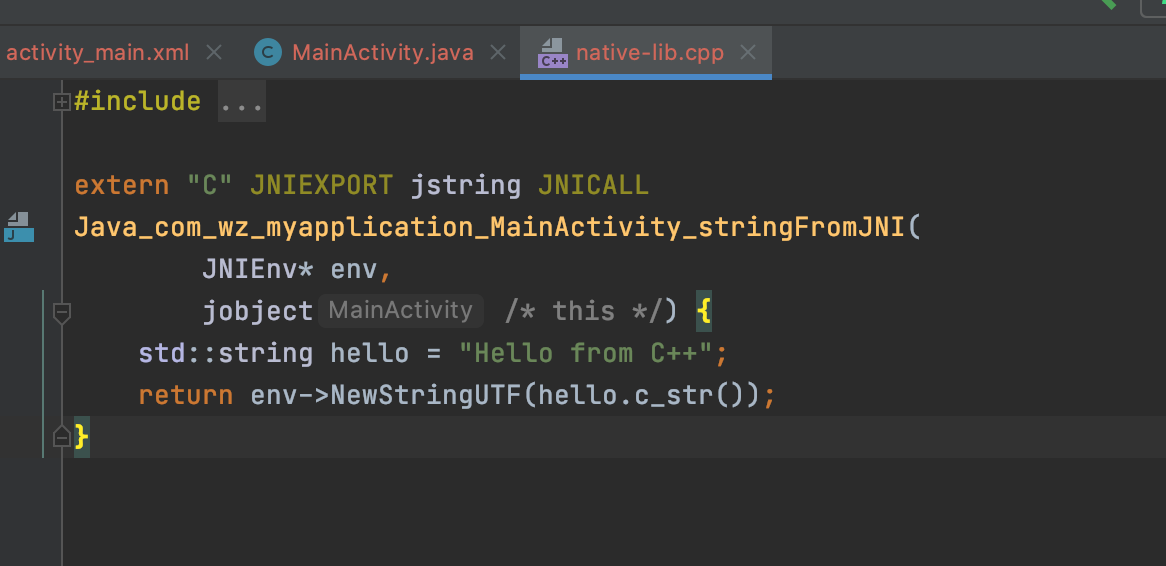 activity_main.xml C MainActivity.java C++ native-lib.cpp
#include ...
extern "C" JNIEXPORT jstring JNICALL
J Java_com_wz_myapplication_MainActivity_stringFromJNI(
JNIEnv* env,
jobject MainActivity /* this */) {
std::string hello = "Hello from C++";
return env->NewStringUTF(hello.c_str());
}